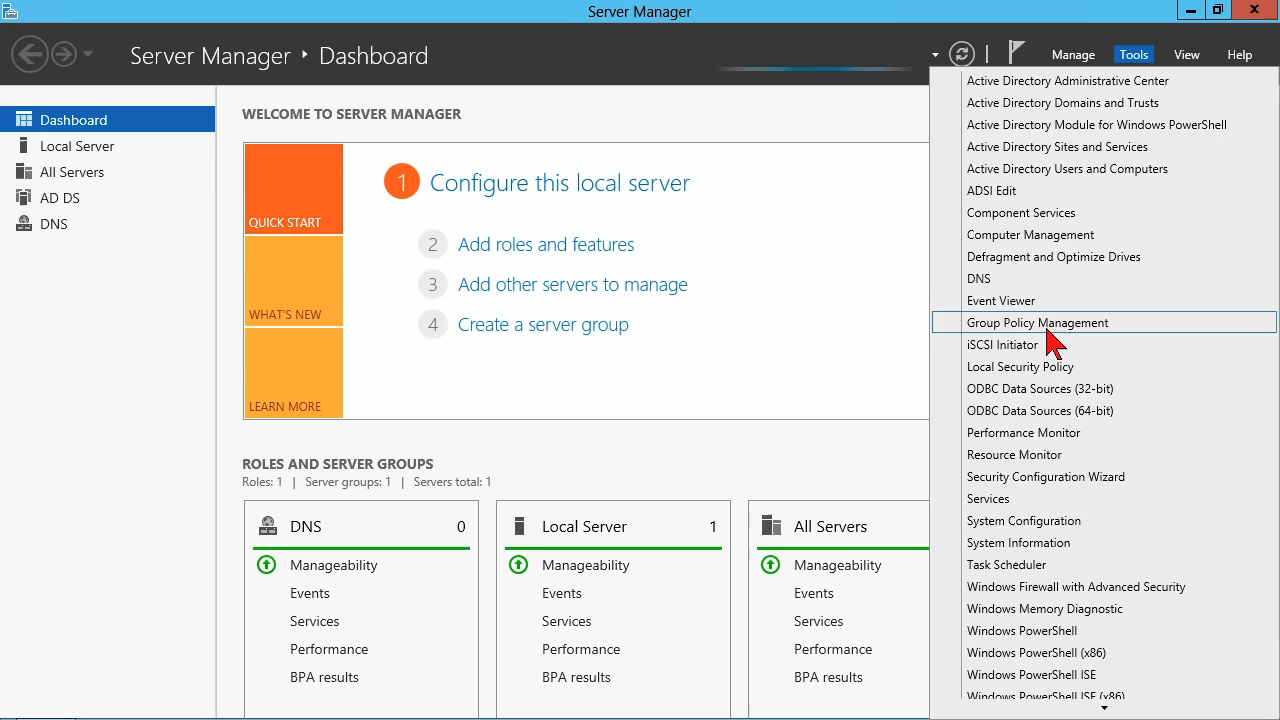 Server Manager
Server Manager ‣ Dashboard
Manage Tools View Help
Dashboard
Local Server
All Servers
AD DS
DNS
WELCOME TO SERVER MANAGER
QUICK START
WHAT'S NEW
LEARN MORE
1 Configure this local server
2 Add roles and features
3 Add other servers to manage
4 Create a server group
ROLES AND SERVER GROUPS
Roles: 1 | Server groups: 1 | Servers total: 1
DNS 0
Manageability
Events
Services
Performance
BPA results
Local Server 1
Manageability
Events
Services
Performance
BPA results
All Servers
Manageability
Events
Services
Performance
BPA results
Active Directory Administrative Center
Active Directory Domains and Trusts
Active Directory Module for Windows PowerShell
Active Directory Sites and Services
Active Directory Users and Computers
ADSI Edit
Component Services
Computer Management
Defragment and Optimize Drives
DNS
Event Viewer
Group Policy Management
iSCSI Initiator
Local Security Policy
ODBC Data Sources (32-bit)
ODBC Data Sources (64-bit)
Performance Monitor
Resource Monitor
Security Configuration Wizard
Services
System Configuration
System Information
Task Scheduler
Windows Firewall with Advanced Security
Windows Memory Diagnostic
Windows PowerShell
Windows PowerShell (x86)
Windows PowerShell ISE
Windows PowerShell ISE (x86)